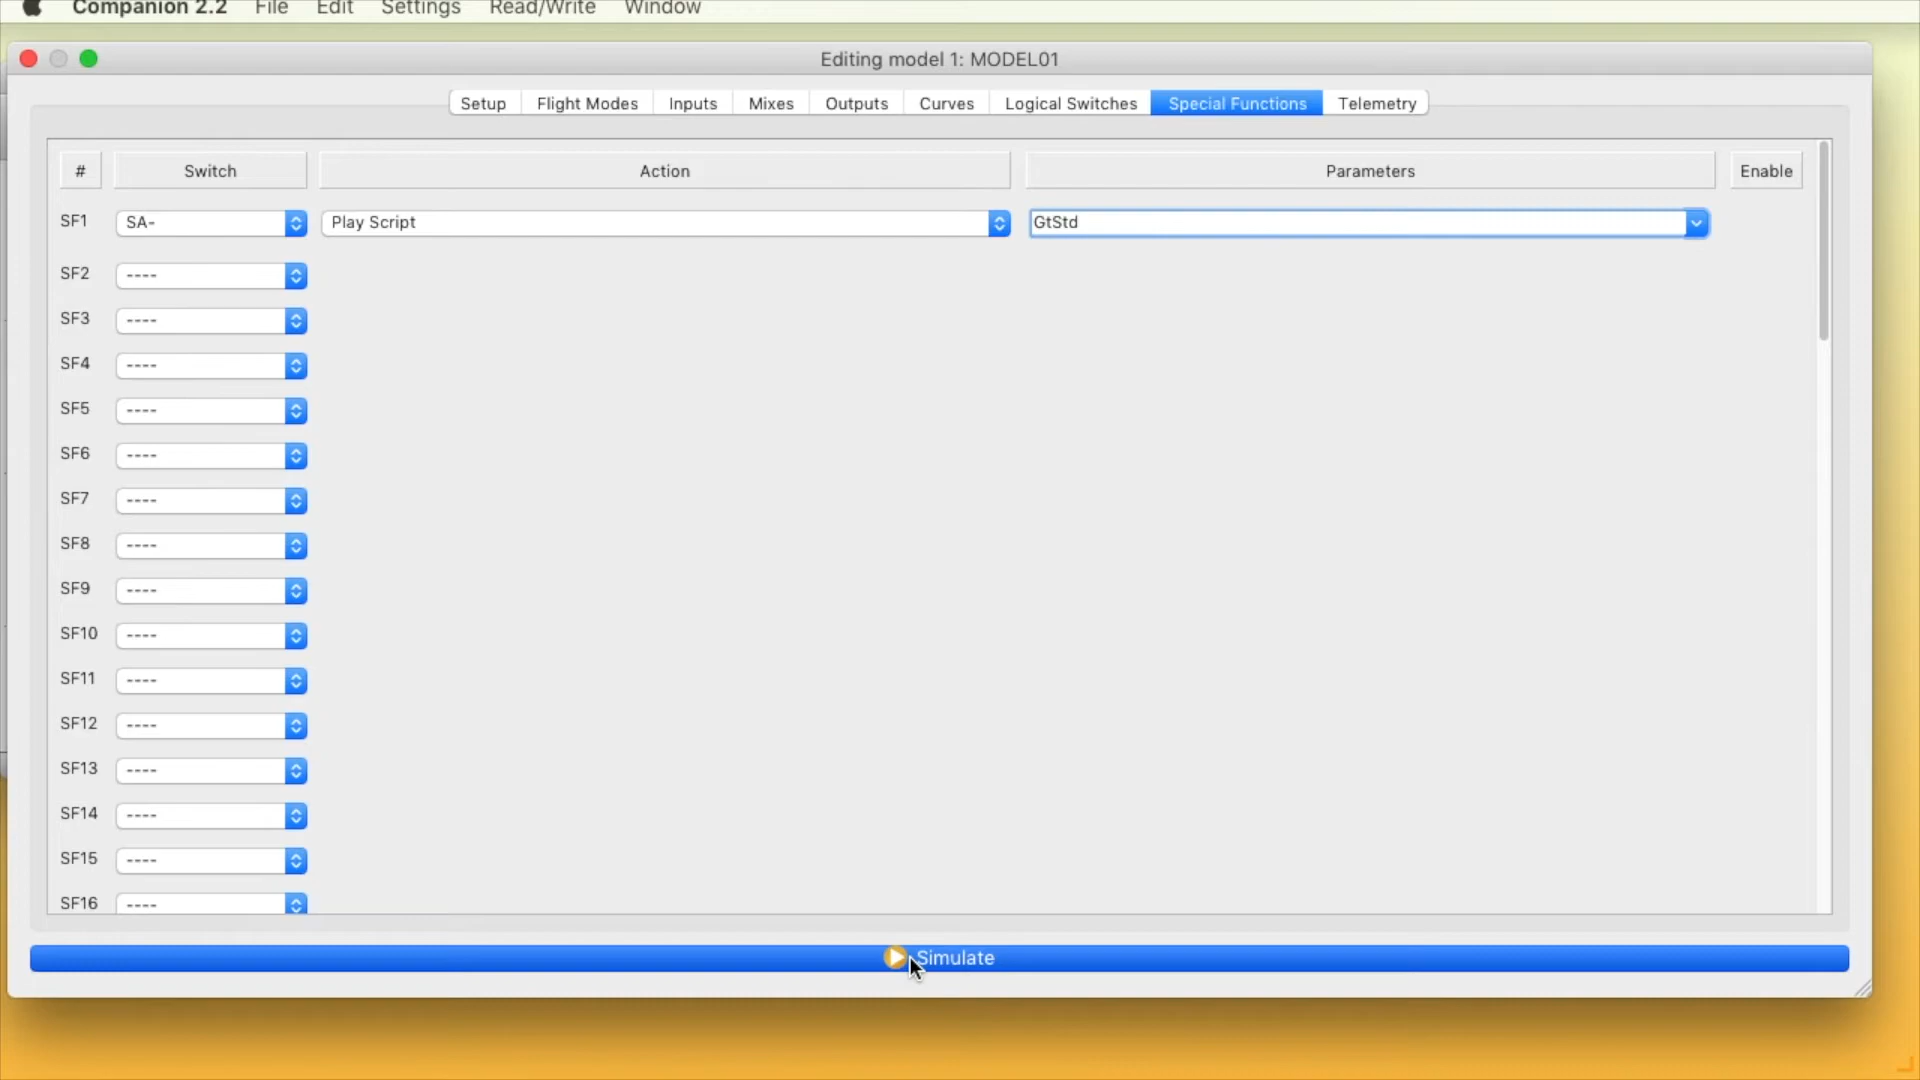 Companion 2.2 File Edit Settings Read/Write Window
Editing model 1: MODEL01
Setup Flight Modes Inputs Mixes Outputs Curves Logical Switches Special Functions Telemetry
# Switch Action Parameters Enable
SF1 SA- Play Script GtStd
SF2 ----
SF3 ----
SF4 ----
SF5 ----
SF6 ----
SF7 ----
SF8 ----
SF9 ----
SF10 ----
SF11 ----
SF12 ----
SF13 ----
SF14 ----
SF15 ----
SF16 ----
Simulate